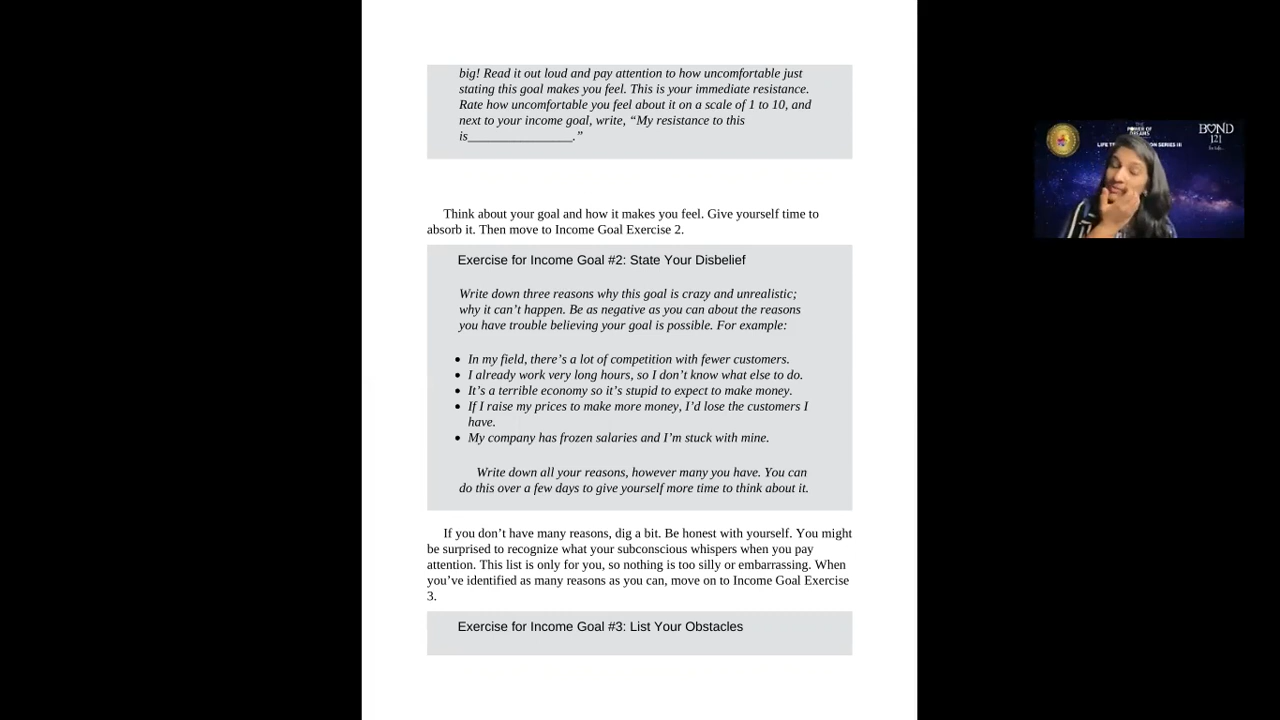 big! Read it out loud and pay attention to how uncomfortable just
stating this goal makes you feel. This is your immediate resistance.
Rate how uncomfortable you feel about it on a scale of 1 to 10, and
next to your income goal, write, “My resistance to this
is________________.”
Think about your goal and how it makes you feel. Give yourself time to
absorb it. Then move to Income Goal Exercise 2.
Exercise for Income Goal #2: State Your Disbelief
Write down three reasons why this goal is crazy and unrealistic;
why it can’t happen. Be as negative as you can about the reasons
you have trouble believing your goal is possible. For example:
• In my field, there’s a lot of competition with fewer customers.
• I already work very long hours, so I don’t know what else to do.
• It’s a terrible economy so it’s stupid to expect to make money.
• If I raise my prices to make more money, I’d lose the customers I
have.
• My company has frozen salaries and I’m stuck with mine.
Write down all your reasons, however many you have. You can
do this over a few days to give yourself more time to think about it.
If you don’t have many reasons, dig a bit. Be honest with yourself. You might
be surprised to recognize what your subconscious whispers when you pay
attention. This list is only for you, so nothing is too silly or embarrassing. When
you’ve identified as many reasons as you can, move on to Income Goal Exercise
3.
Exercise for Income Goal #3: List Your Obstacles
THE
POWER OF
LIFE
SERIES III
BOND
121